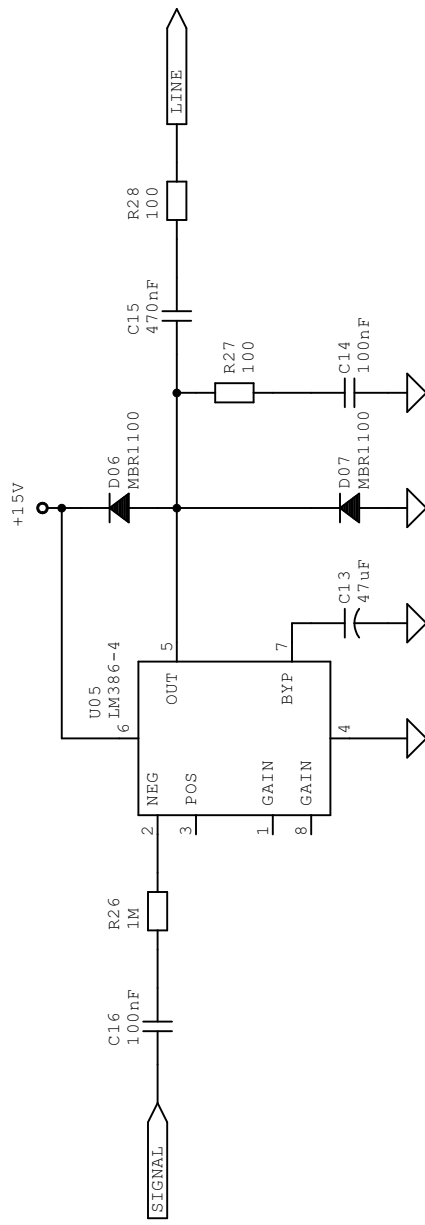 SIGNAL
C16
100nF
R26
1M
2
NEG
3
POS
1
GAIN
8
GAIN
U05
LM386-4
6
+15V
5
OUT
7
BYP
4
C13
47uF
D06
MBR1100
D07
MBR1100
R27
100
C14
100nF
C15
470nF
R28
100
LINE